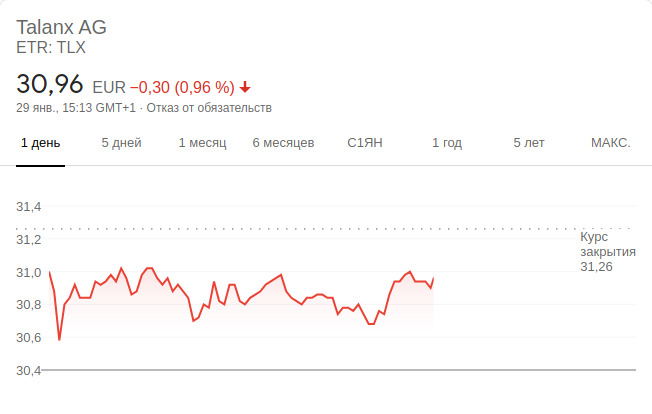 Talanx AG
ETR: TLX
30,96 EUR −0,30 (0,96 %)
29 янв., 15:13 GMT+1 · Отказ от обязательств
1 день 5 дней 1 месяц 6 месяцев С1ЯН 1 год 5 лет МАКС.
31,4
31,2
31,0
30,8
30,6
30,4
Курс
закрытия
31,26